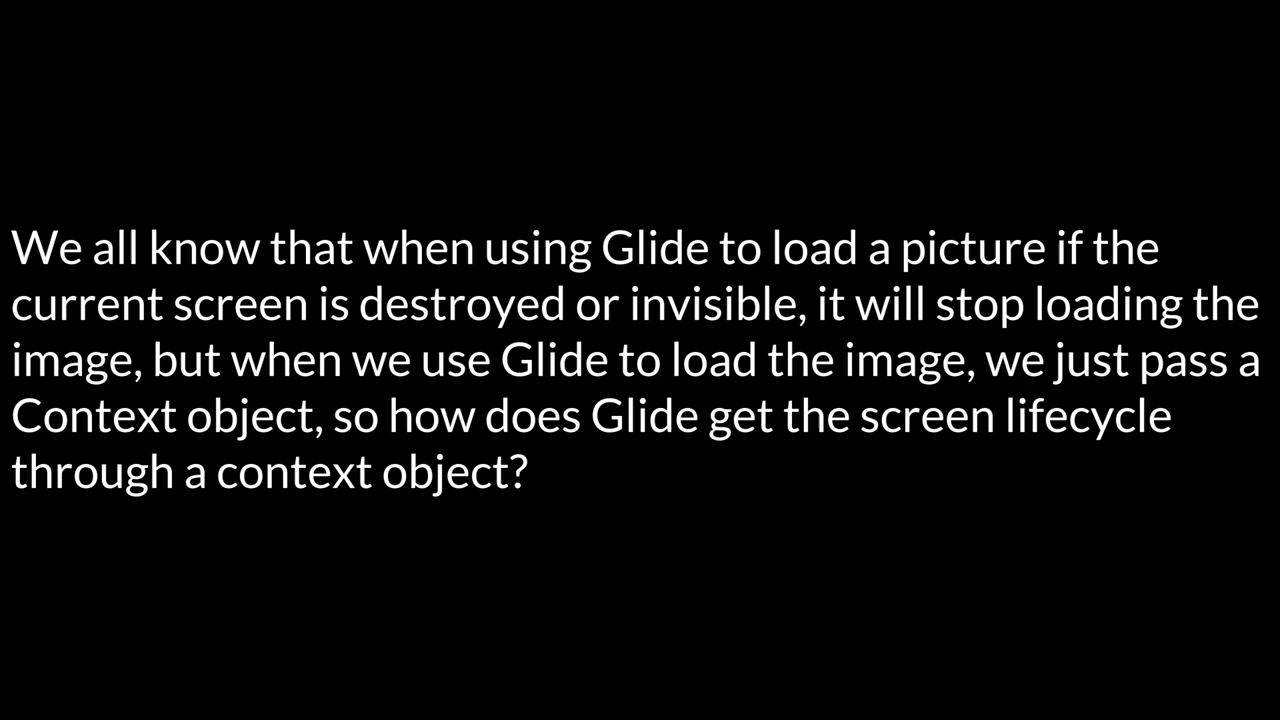 We all know that when using Glide to load a picture if the
current screen is destroyed or invisible, it will stop loading the
image, but when we use Glide to load the image, we just pass a
Context object, so how does Glide get the screen lifecycle
through a context object?